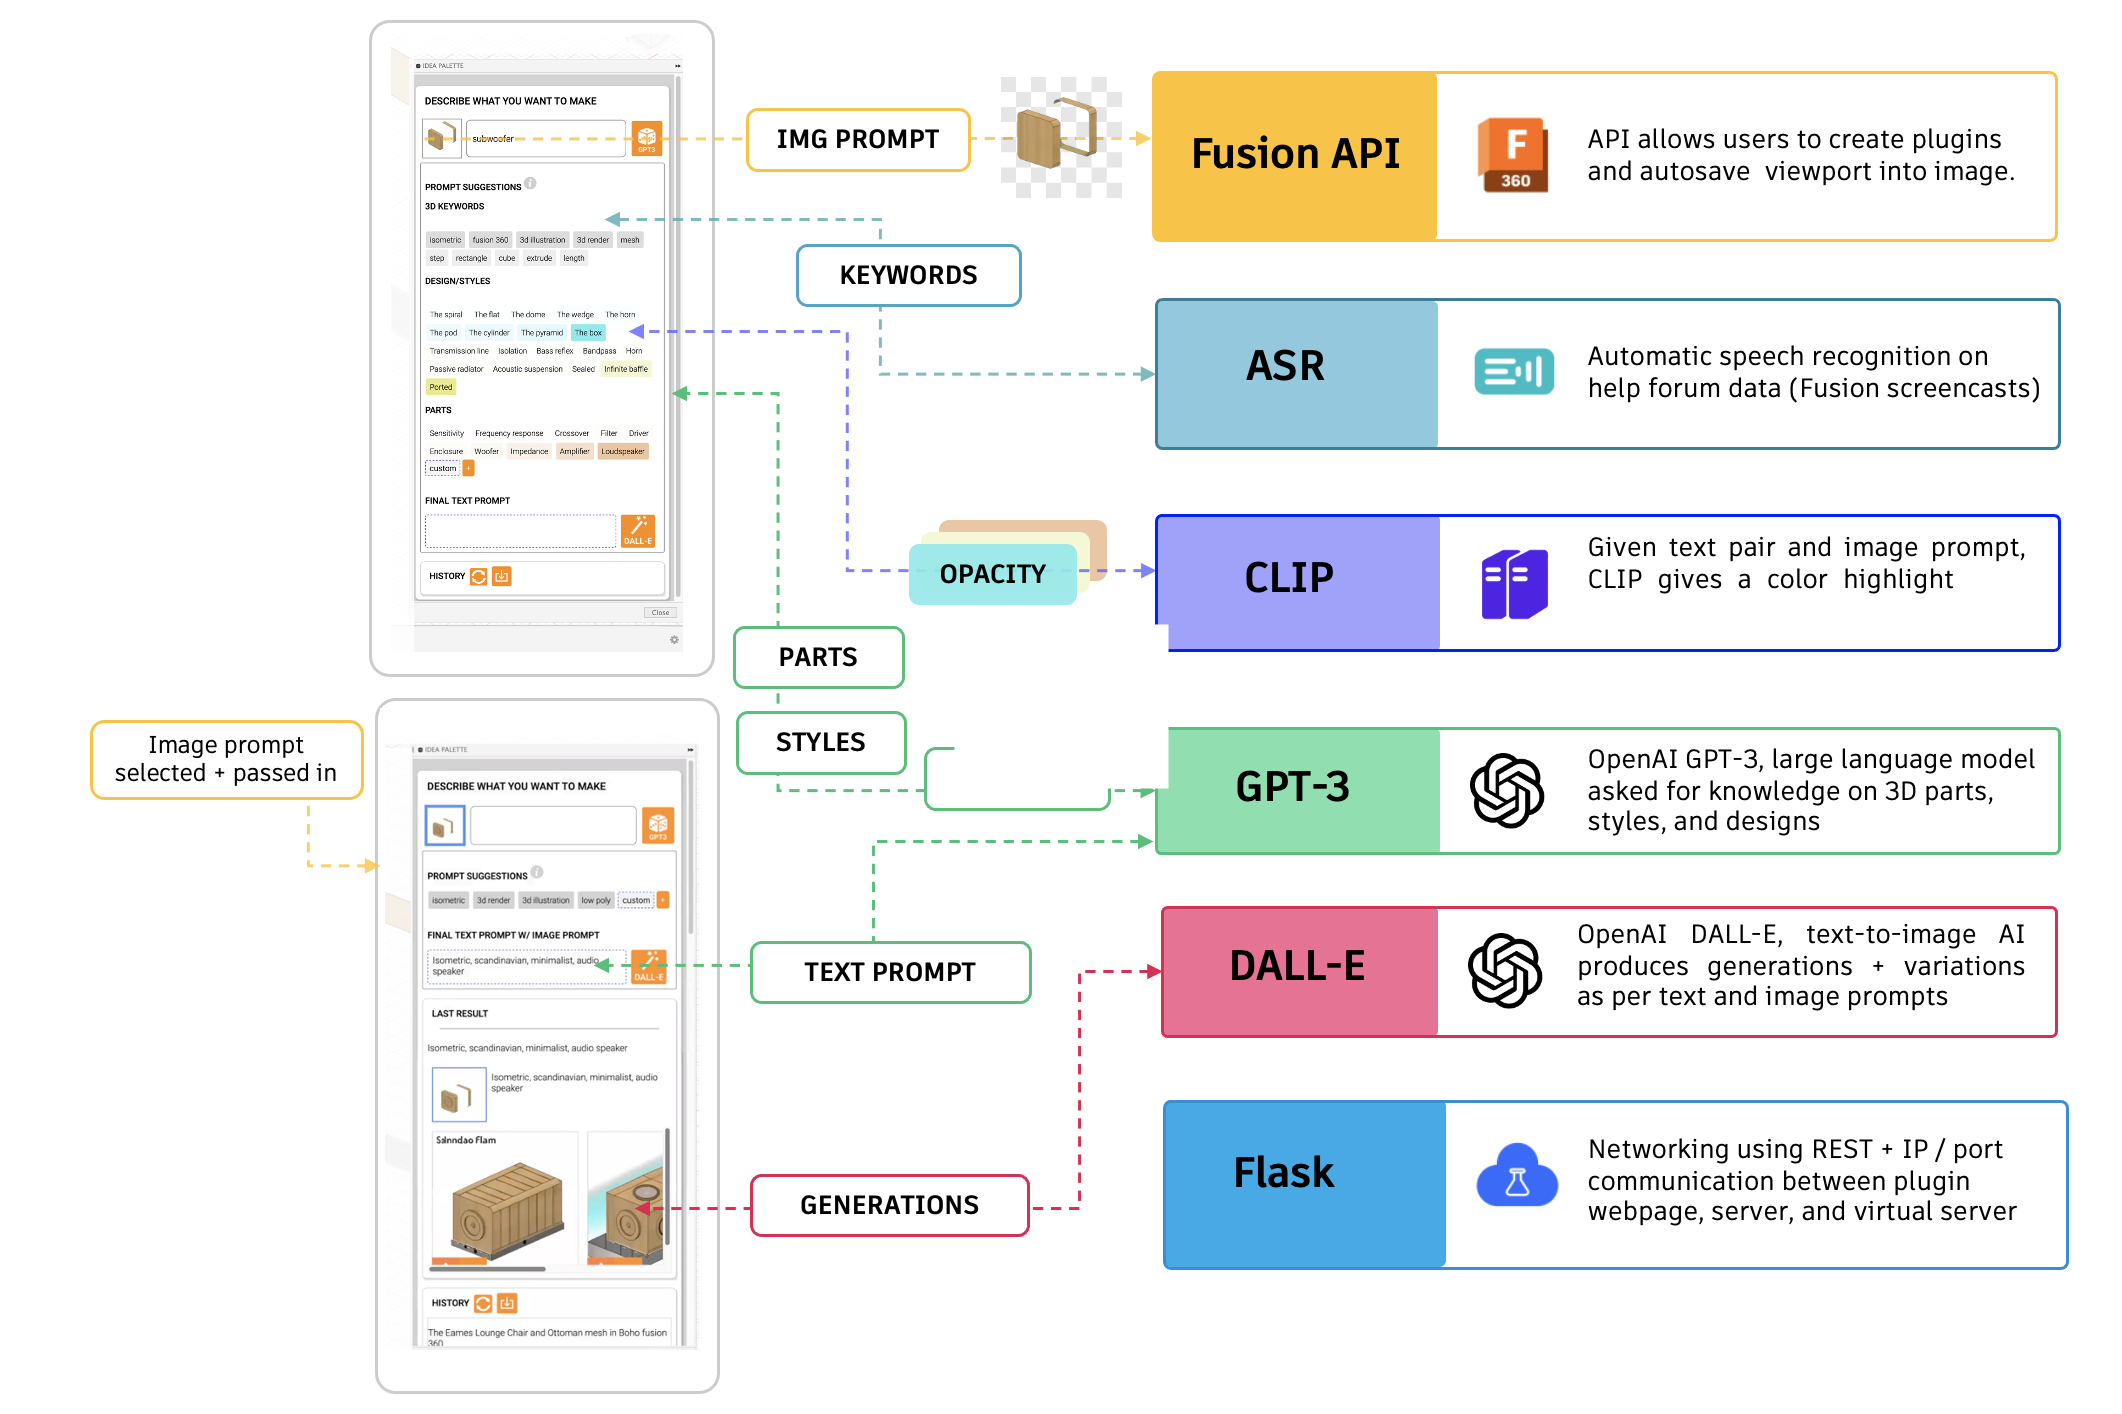 IDEA PALETTE
DESCRIBE WHAT YOU WANT TO MAKE
subwoofer
GPT3
PROMPT SUGGESTIONS i
3D KEYWORDS
isometric fusion 360 3d illustration 3d render mesh
step rectangle cube extrude length
DESIGN/STYLES
The spiral The flat The dome The wedge The horn
The pod The cylinder The pyramid The box
Transmission line Isolation Bass reflex Bandpass Horn
Passive radiator Acoustic suspension Sealed Infinite baffle
Ported
PARTS
Sensitivity Frequency response Crossover Filter Driver
Enclosure Woofer Impedance Amplifier Loudspeaker
custom +
FINAL TEXT PROMPT
DALL-E
HISTORY
Close
IMG PROMPT
KEYWORDS
OPACITY
PARTS
STYLES
TEXT PROMPT
GENERATIONS
Image prompt
selected + passed in
IDEA PALETTE
DESCRIBE WHAT YOU WANT TO MAKE
GPT3
PROMPT SUGGESTIONS i
isometric 3d render 3d illustration low poly custom +
FINAL TEXT PROMPT W/ IMAGE PROMPT
Isometric, scandinavian, minimalist, audio
speaker
DALL-E
LAST RESULT
Isometric, scandinavian, minimalist, audio speaker
Isometric, scandinavian, minimalist, audio
speaker
Salnndao Flam
HISTORY
The Eames Lounge Chair and Ottoman mesh in Boho fusion
360
Fusion API
F
360
API allows users to create plugins
and autosave viewport into image.
ASR
Automatic speech recognition on
help forum data (Fusion screencasts)
CLIP
Given text pair and image prompt,
CLIP gives a color highlight
GPT-3
OpenAI GPT-3, large language model
asked for knowledge on 3D parts,
styles, and designs
DALL-E
OpenAI DALL-E, text-to-image AI
produces generations + variations
as per text and image prompts
Flask
Networking using REST + IP / port
communication between plugin
webpage, server, and virtual server